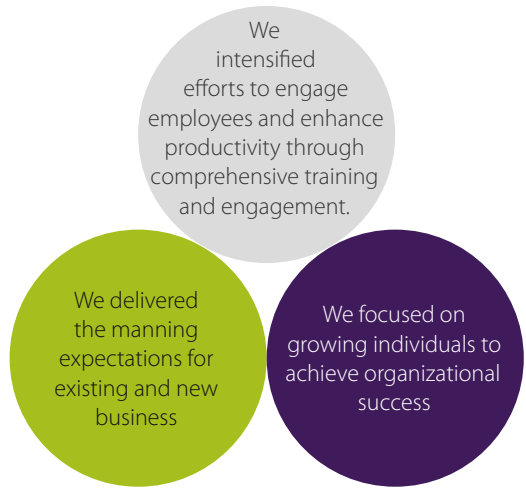 We
intensified
efforts to engage
employees and enhance
productivity through
comprehensive training
and engagement.
We delivered
the manning
expectations for
existing and new
business
We focused on
growing individuals to
achieve organizational
success